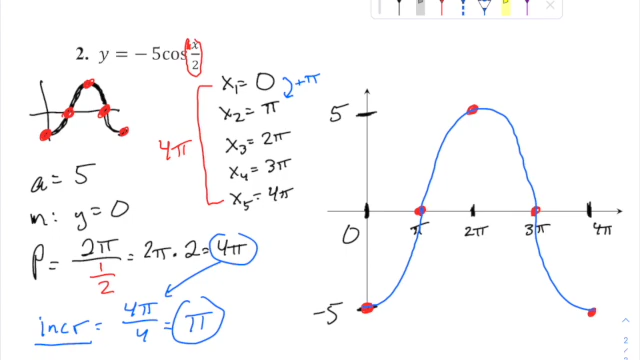 2. y = −5cos x/2
x₁ = 0
+π
x₂ = π
x₃ = 2π
x₄ = 3π
x₅ = 4π
4π
a = 5
m: y = 0
P = 2π / (1/2) = 2π · 2 = 4π
incr = 4π/4 = π
5
0
π
2π
3π
4π
−5
2